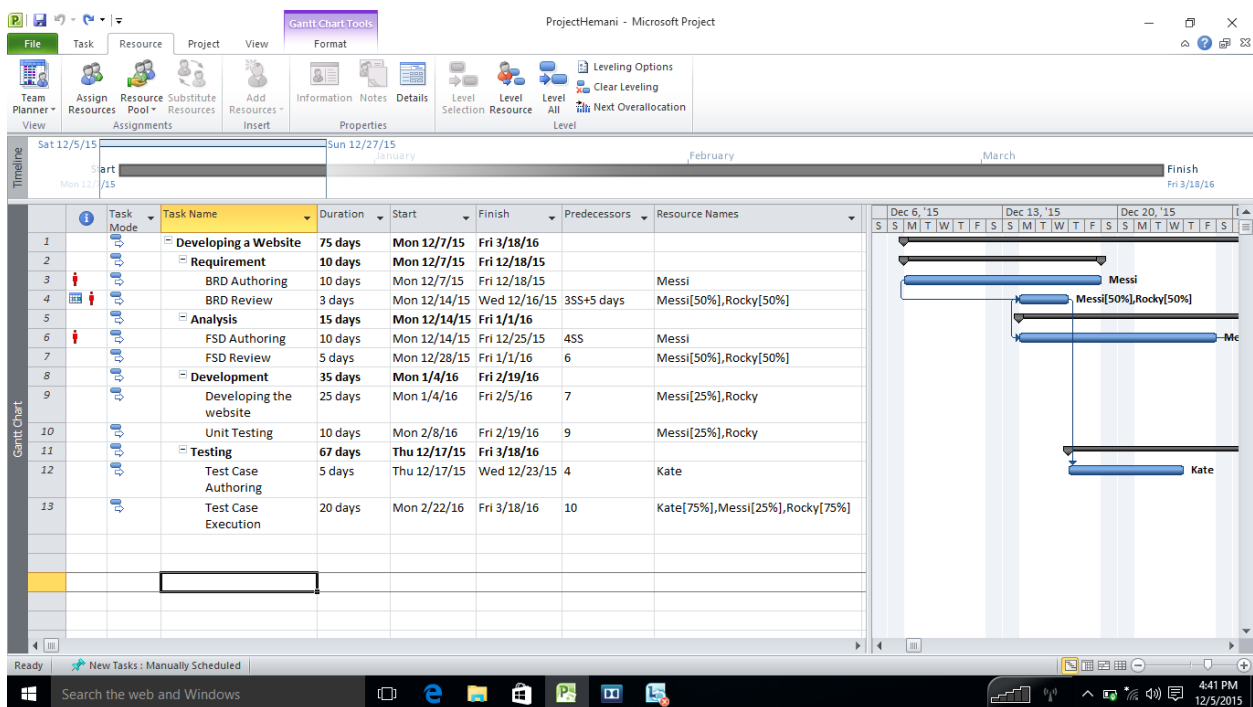 Gantt Chart Tools
ProjectHemani - Microsoft Project
File Task Resource Project View Format
Team Planner
Assign Resources
Resource Pool
Substitute Resources
Add Resources
Information
Notes
Details
Level Selection
Level Resource
Level All
Leveling Options
Clear Leveling
Next Overallocation
View Assignments Insert Properties Level
Timeline
Sat 12/5/15 Sun 12/27/15
January February March
Start Finish
Mon 12/7/15 Fri 3/18/16
Gantt Chart
Task Mode Task Name Duration Start Finish Predecessors Resource Names
1 Developing a Website 75 days Mon 12/7/15 Fri 3/18/16
2 Requirement 10 days Mon 12/7/15 Fri 12/18/15
3 BRD Authoring 10 days Mon 12/7/15 Fri 12/18/15 Messi
4 BRD Review 3 days Mon 12/14/15 Wed 12/16/15 3SS+5 days Messi[50%],Rocky[50%]
5 Analysis 15 days Mon 12/14/15 Fri 1/1/16
6 FSD Authoring 10 days Mon 12/14/15 Fri 12/25/15 4SS Messi
7 FSD Review 5 days Mon 12/28/15 Fri 1/1/16 6 Messi[50%],Rocky[50%]
8 Development 35 days Mon 1/4/16 Fri 2/19/16
9 Developing the website 25 days Mon 1/4/16 Fri 2/5/16 7 Messi[25%],Rocky
10 Unit Testing 10 days Mon 2/8/16 Fri 2/19/16 9 Messi[25%],Rocky
11 Testing 67 days Thu 12/17/15 Fri 3/18/16
12 Test Case Authoring 5 days Thu 12/17/15 Wed 12/23/15 4 Kate
13 Test Case Execution 20 days Mon 2/22/16 Fri 3/18/16 10 Kate[75%],Messi[25%],Rocky[75%]
Dec 6, '15 Dec 13, '15 Dec 20, '15
S S M T W T F S S M T W T F S S M T W T F S
Messi
Messi[50%],Rocky[50%]
Me
Kate
Ready New Tasks : Manually Scheduled
Search the web and Windows
4:41 PM
12/5/2015